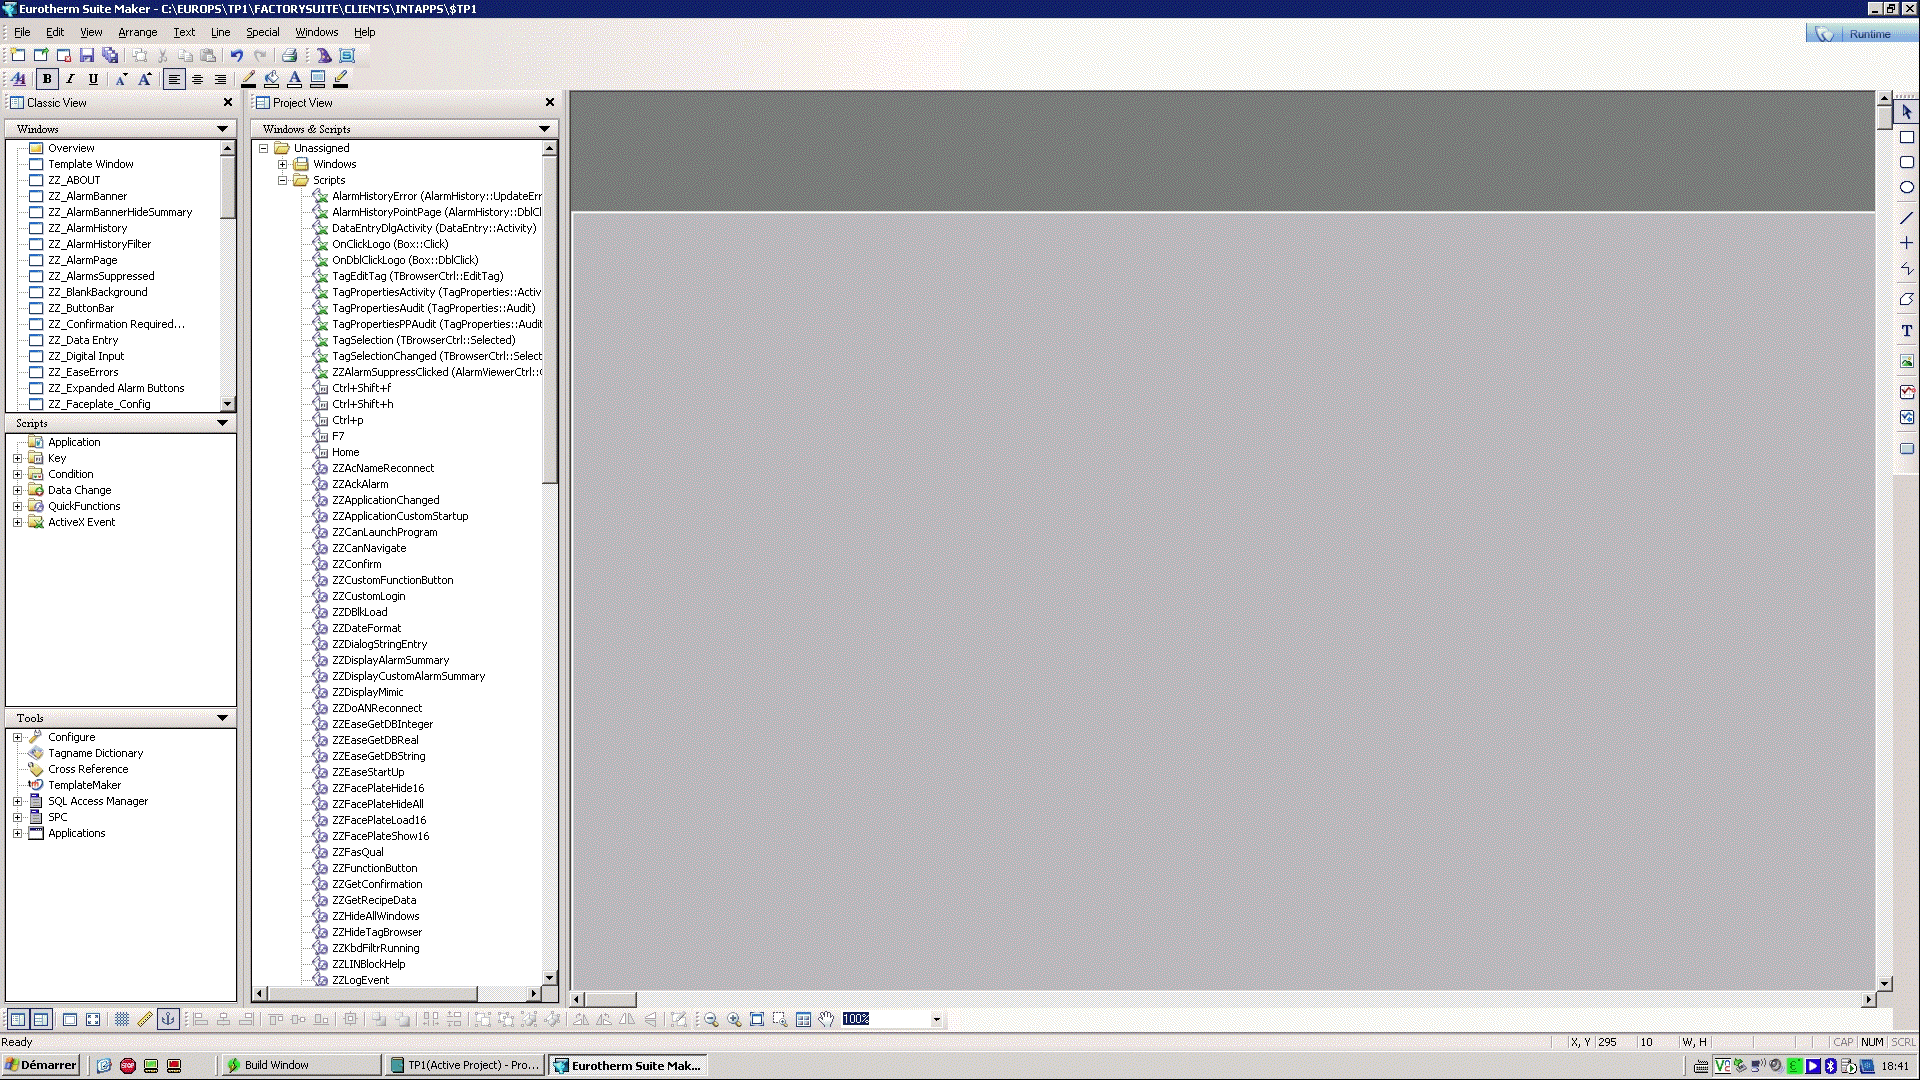 Eurotherm Suite Maker - C:\EUROPS\TP1\FACTORYSUITE\CLIENTS\INTAPPS\$TP1
File Edit View Arrange Text Line Special Windows Help
Runtime
Classic View
Windows
Overview
Template Window
ZZ_ABOUT
ZZ_AlarmBanner
ZZ_AlarmBannerHideSummary
ZZ_AlarmHistory
ZZ_AlarmHistoryFilter
ZZ_AlarmPage
ZZ_AlarmsSuppressed
ZZ_BlankBackground
ZZ_ButtonBar
ZZ_Confirmation Required...
ZZ_Data Entry
ZZ_Digital Input
ZZ_EaseErrors
ZZ_Expanded Alarm Buttons
ZZ_Faceplate_Config
Scripts
Application
Key
Condition
Data Change
QuickFunctions
ActiveX Event
Tools
Configure
Tagname Dictionary
Cross Reference
TemplateMaker
SQL Access Manager
SPC
Applications
Project View
Windows & Scripts
Unassigned
Windows
Scripts
AlarmHistoryError (AlarmHistory::UpdateErr
AlarmHistoryPointPage (AlarmHistory::DblCl
DataEntryDlgActivity (DataEntry::Activity)
OnClickLogo (Box::Click)
OnDblClickLogo (Box::DblClick)
TagEditTag (TBrowserCtrl::EditTag)
TagPropertiesActivity (TagProperties::Activ
TagPropertiesAudit (TagProperties::Audit)
TagPropertiesPPAudit (TagProperties::Audit
TagSelection (TBrowserCtrl::Selected)
TagSelectionChanged (TBrowserCtrl::Select
ZZAlarmSuppressClicked (AlarmViewerCtrl::
Ctrl+Shift+f
Ctrl+Shift+h
Ctrl+p
F7
Home
ZZAcNameReconnect
ZZAckAlarm
ZZApplicationChanged
ZZApplicationCustomStartup
ZZCanLaunchProgram
ZZCanNavigate
ZZConfirm
ZZCustomFunctionButton
ZZCustomLogin
ZZDBlkLoad
ZZDateFormat
ZZDialogStringEntry
ZZDisplayAlarmSummary
ZZDisplayCustomAlarmSummary
ZZDisplayMimic
ZZDoANReconnect
ZZEaseGetDBInteger
ZZEaseGetDBReal
ZZEaseGetDBString
ZZEaseStartUp
ZZFacePlateHide16
ZZFacePlateHideAll
ZZFacePlateLoad16
ZZFacePlateShow16
ZZFasQual
ZZFunctionButton
ZZGetConfirmation
ZZGetRecipeData
ZZHideAllWindows
ZZHideTagBrowser
ZZKbdFiltrRunning
ZZLINBlockHelp
ZZLogEvent
100%
Ready
X, Y 295 10 W, H CAP NUM SCRL
Démarrer
Build Window
TP1(Active Project) - Pro...
Eurotherm Suite Mak...
18:41